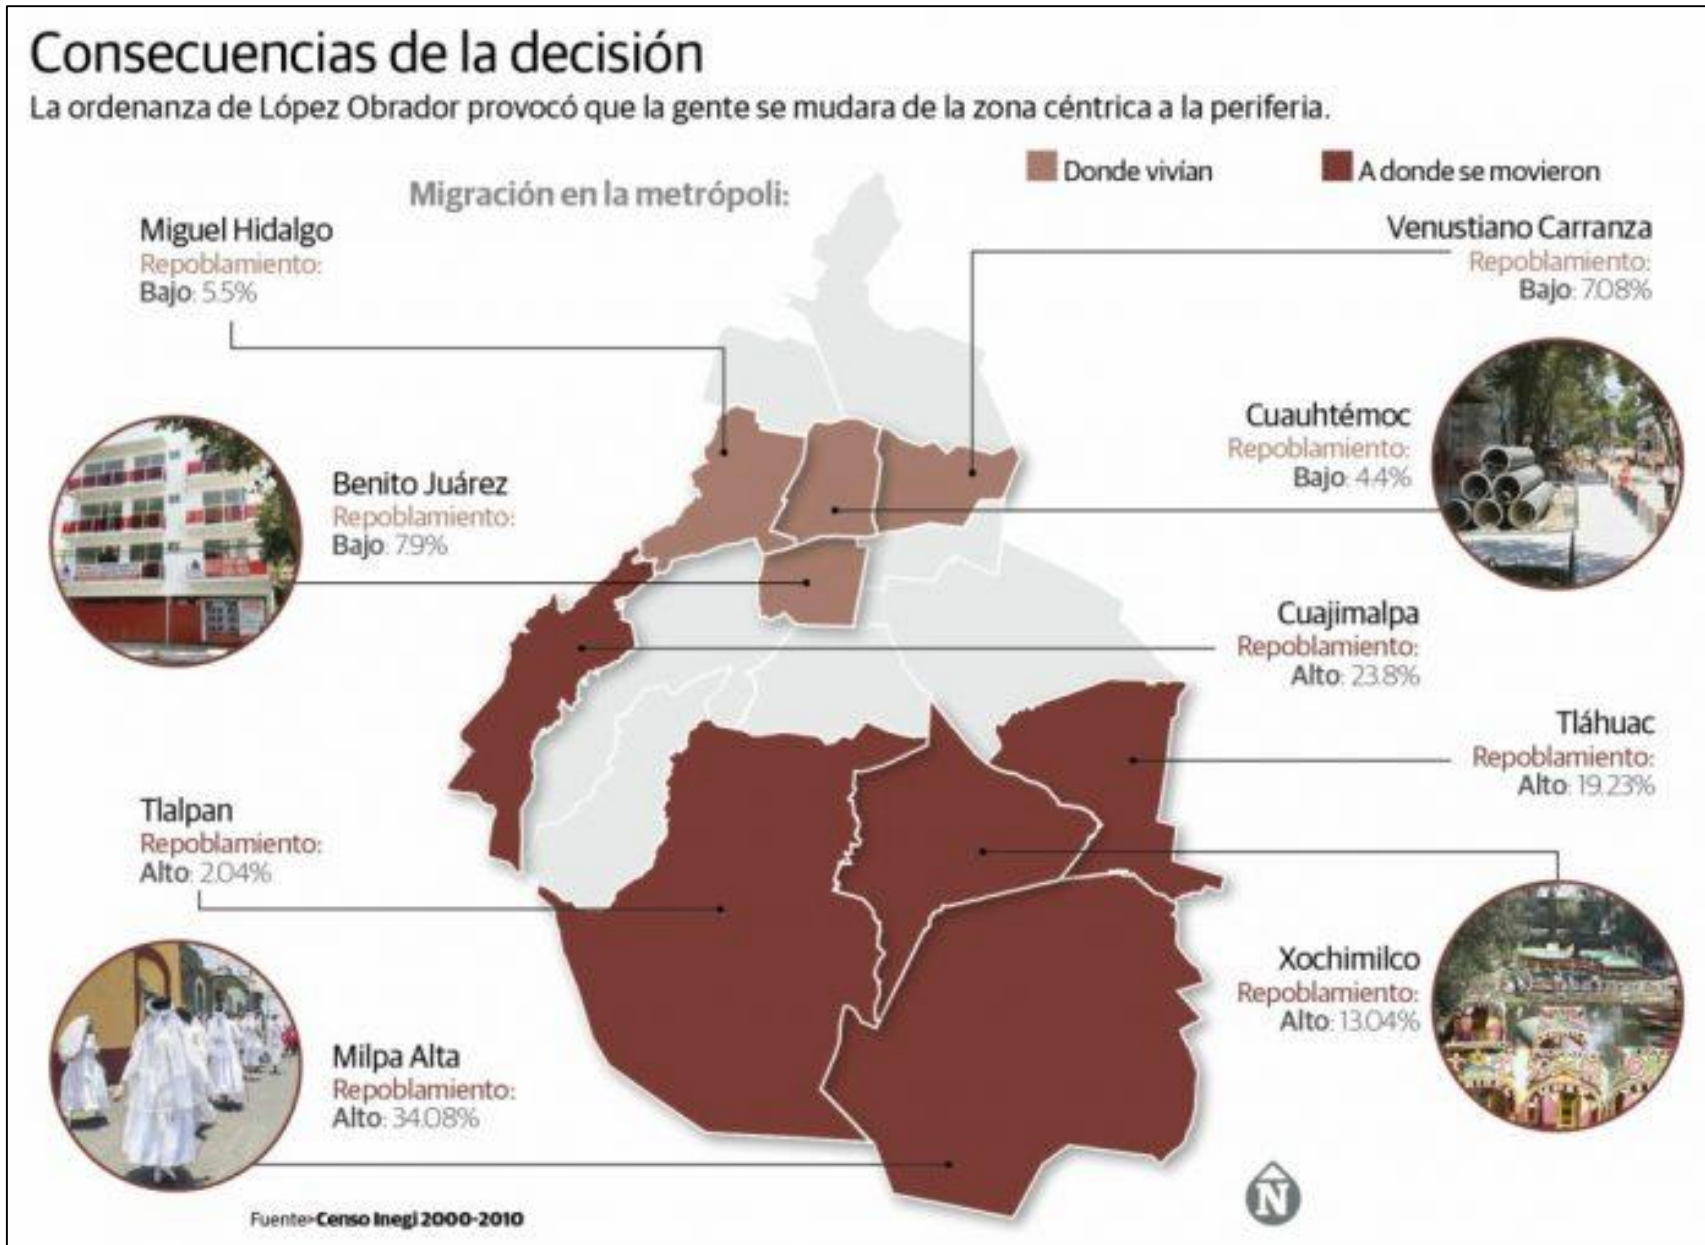 Consecuencias de la decisión
La ordenanza de López Obrador provocó que la gente se mudara de la zona céntrica a la periferia.
Donde vivían
A donde se movieron
Migración en la metrópoli:
Miguel Hidalgo
Repoblamiento:
Bajo: 5.5%
Venustiano Carranza
Repoblamiento:
Bajo: 7.08%
Benito Juárez
Repoblamiento:
Bajo: 7.9%
Cuauhtémoc
Repoblamiento:
Bajo: 4.4%
Cuajimalpa
Repoblamiento:
Alto: 23.8%
Tláhuac
Repoblamiento:
Alto: 19.23%
Tlalpan
Repoblamiento:
Alto: 2.04%
Xochimilco
Repoblamiento:
Alto: 13.04%
Milpa Alta
Repoblamiento:
Alto: 34.08%
N
Fuente>Censo Inegi 2000-2010